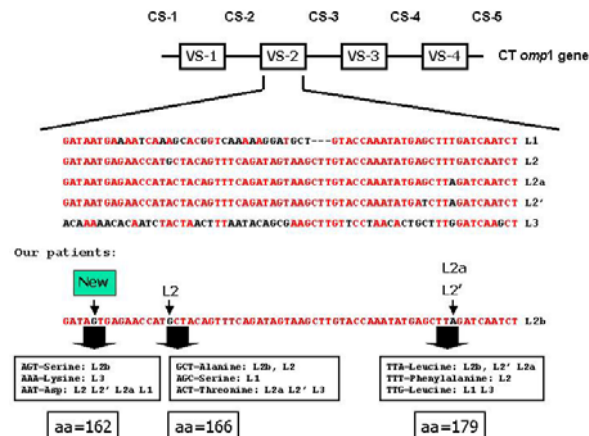 CS-1 CS-2 CS-3 CS-4 CS-5
VS-1 VS-2 VS-3 VS-4 CT omp1 gene
GATAATGAAAATCAAAGCACGGTCAAAAAGGATGCT---GTACCAAATATGAGCTTTGATCAATCT L1
GATAATGAGAACCATGCTACAGTTTCAGATAGTAAGCTTGTACCAAATATGAGCTTTGATCAATCT L2
GATAATGAGAACCATACTACAGTTTCAGATAGTAAGCTTGTACCAAATATGAGCTTAGATCAATCT L2a
GATAATGAGAACCATACTACAGTTTCAGATAGTAAGCTTGTACCAAATATGATCTTAGATCAATCT L2'
ACAAAAACACAATCTACTAACTTTAATACAGCGAAGCTTGTTCCTAACACTGCTTTGGATCAAGCT L3
Our patients:
New L2 L2a
L2'
GATAGTGAGAACCATGCTACAGTTTCAGATAGTAAGCTTGTACCAAATATGAGCTTAGATCAATCT L2b
AGT=Serine: L2b
AAA=Lysine: L3
AAT=Asp: L2 L2' L2a L1
GCT=Alanine: L2b, L2
AGC=Serine: L1
ACT=Threonine: L2a L2' L3
TTA=Leucine: L2b, L2' L2a
TTT=Phenylalanine: L2
TTG=Leucine: L1 L3
aa=162 aa=166 aa=179